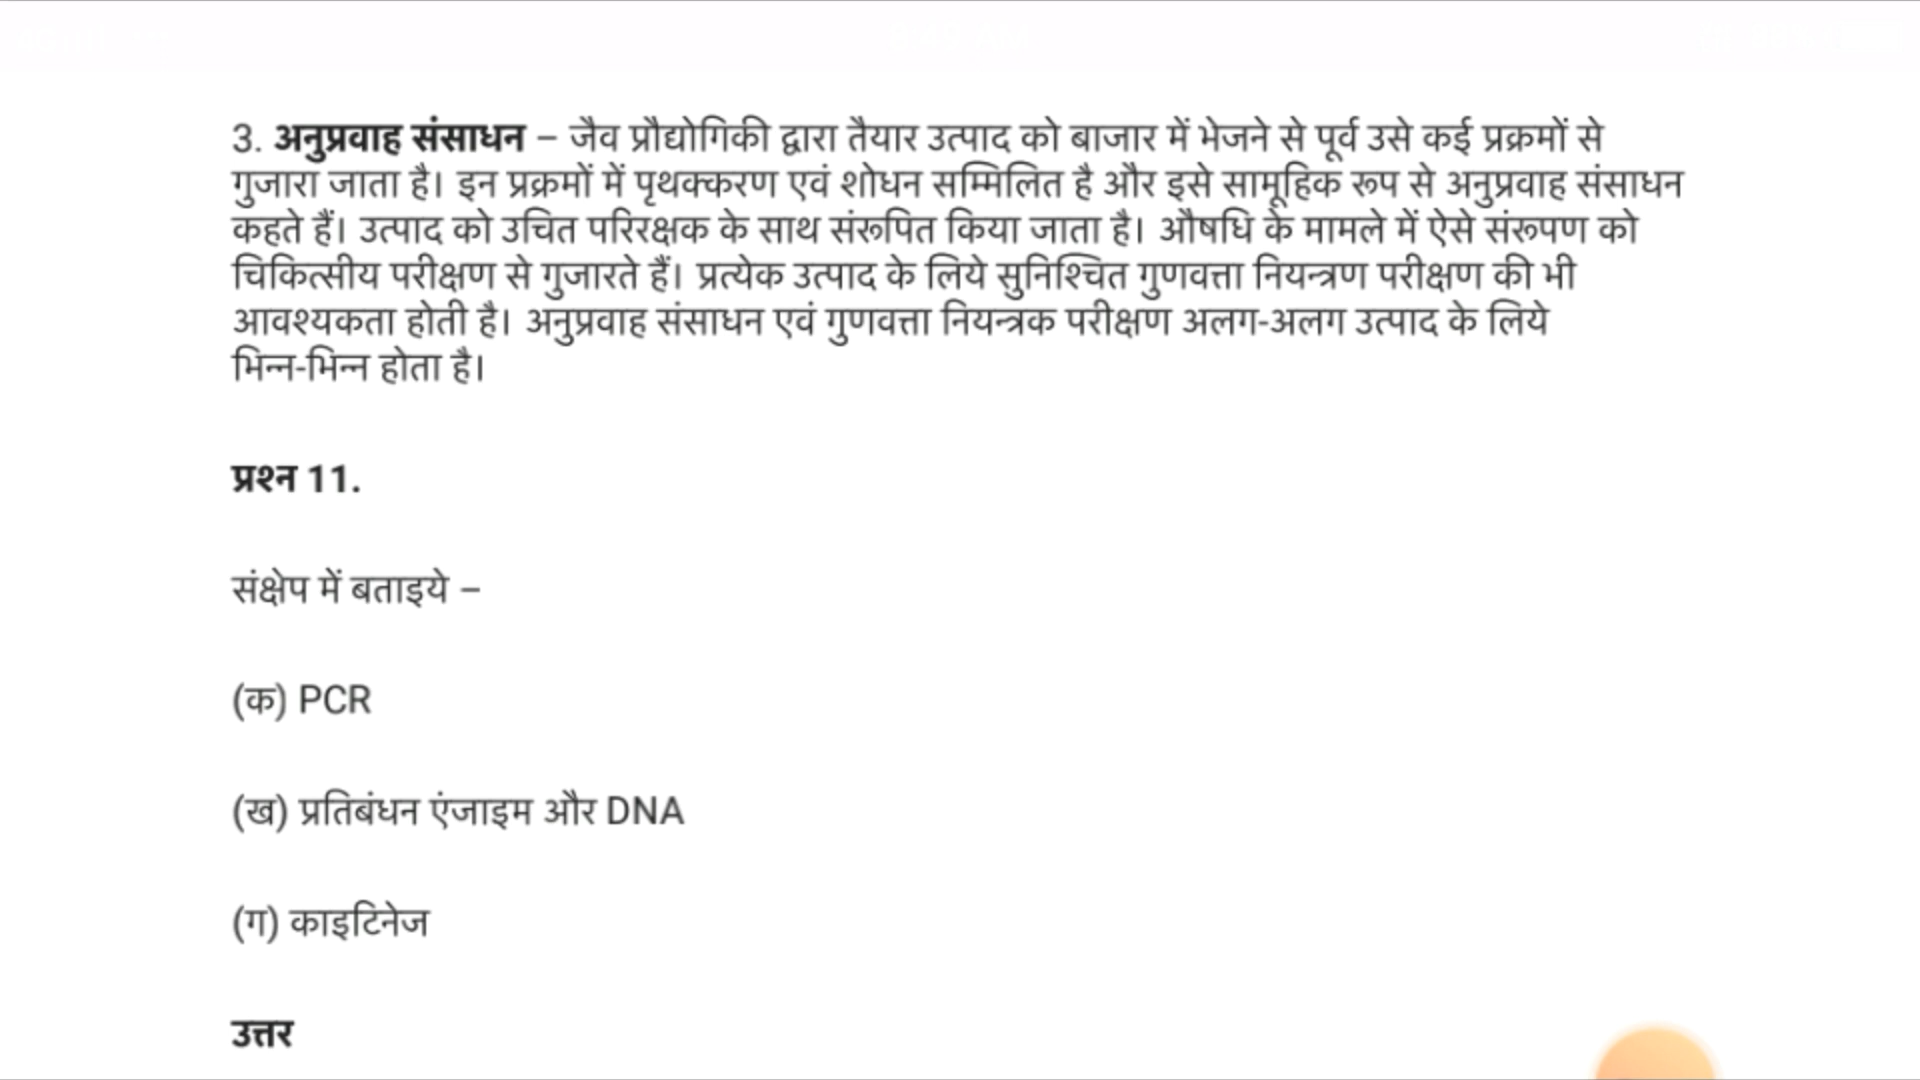 3. अनुप्रवाह संसाधन – जैव प्रौद्योगिकी द्वारा तैयार उत्पाद को बाजार में भेजने से पूर्व उसे कई प्रक्रमों से
गुजारा जाता है। इन प्रक्रमों में पृथक्करण एवं शोधन सम्मिलित है और इसे सामूहिक रूप से अनुप्रवाह संसाधन
कहते हैं। उत्पाद को उचित परिरक्षक के साथ संरूपित किया जाता है। औषधि के मामले में ऐसे संरूपण को
चिकित्सीय परीक्षण से गुजारते हैं। प्रत्येक उत्पाद के लिये सुनिश्चित गुणवत्ता नियन्त्रण परीक्षण की भी
आवश्यकता होती है। अनुप्रवाह संसाधन एवं गुणवत्ता नियन्त्रक परीक्षण अलग-अलग उत्पाद के लिये
भिन्न-भिन्न होता है।
प्रश्न 11.
संक्षेप में बताइये –
(क) PCR
(ख) प्रतिबंधन एंजाइम और DNA
(ग) काइटिनेज
उत्तर